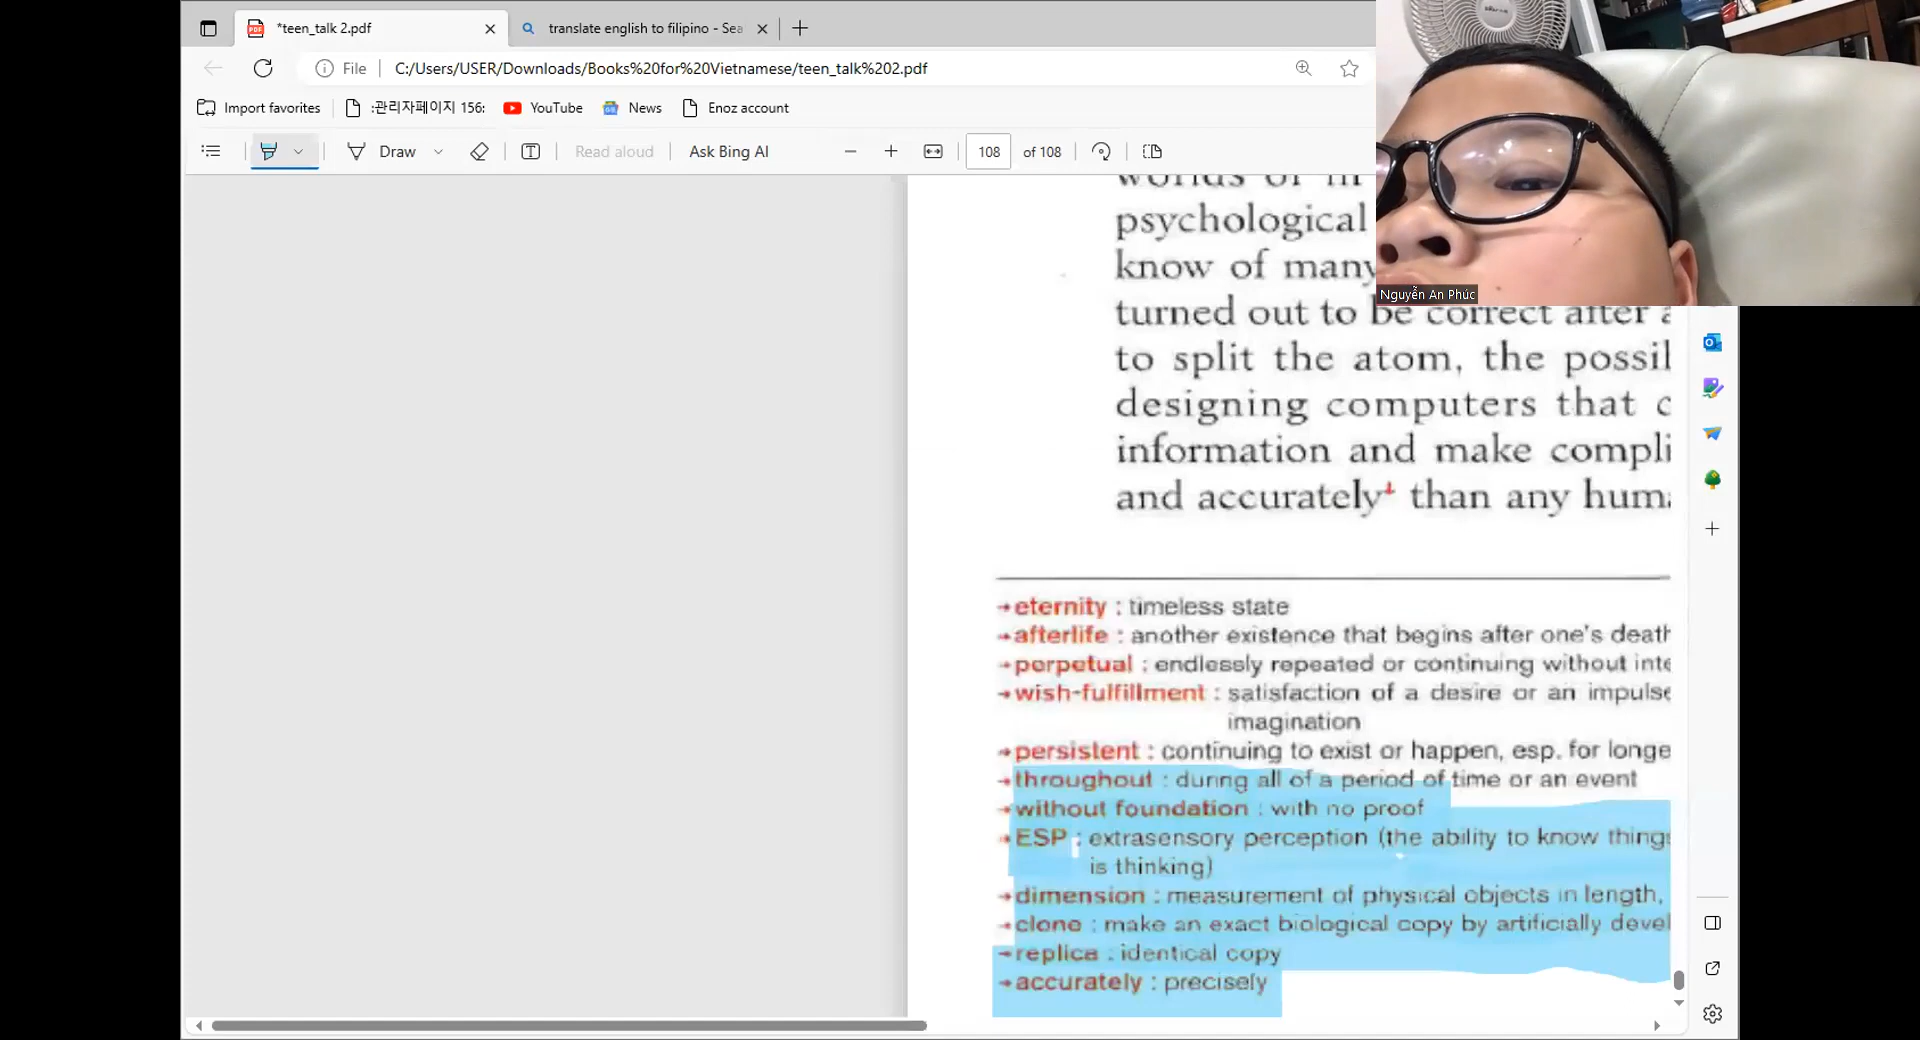 *teen_talk 2.pdf
translate english to filipino - Sea
File
C:/Users/USER/Downloads/Books%20for%20Vietnamese/teen_talk%202.pdf
Import favorites
:관리자페이지 156:
YouTube
News
Enoz account
Draw
Read aloud
Ask Bing AI
108
of 108
psychological
know of many
Nguyễn An Phúc
turned out to be correct after a
to split the atom, the possil
designing computers that c
information and make compli
and accurately than any huma
→eternity : timeless state
→afterlife : another existence that begins after one's death
→perpetual : endlessly repeated or continuing without inte
→wish-fulfillment : satisfaction of a desire or an impulse
imagination
→persistent : continuing to exist or happen, esp. for longe
→throughout : during all of a period of time or an event
→without foundation : with no proof
→ESP : extrasensory perception (the ability to know things
is thinking)
→dimension : measurement of physical objects in length,
→clone : make an exact biological copy by artificially devel
→replica : identical copy
→accurately : precisely